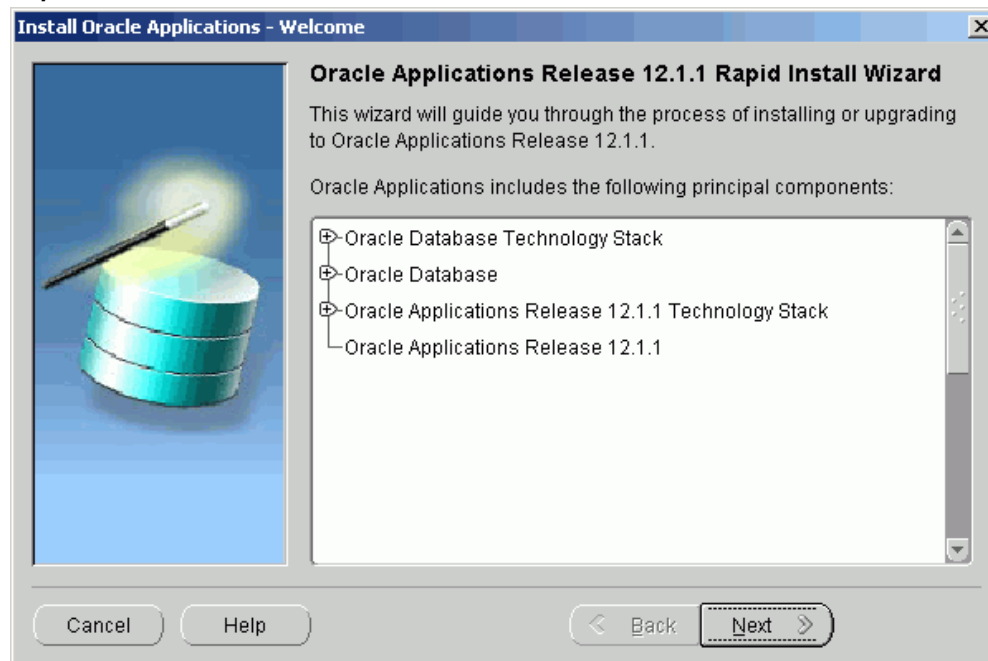 Install Oracle Applications - Welcome
Oracle Applications Release 12.1.1 Rapid Install Wizard
This wizard will guide you through the process of installing or upgrading
to Oracle Applications Release 12.1.1.
Oracle Applications includes the following principal components:
Oracle Database Technology Stack
Oracle Database
Oracle Applications Release 12.1.1 Technology Stack
Oracle Applications Release 12.1.1
Cancel Help Back Next